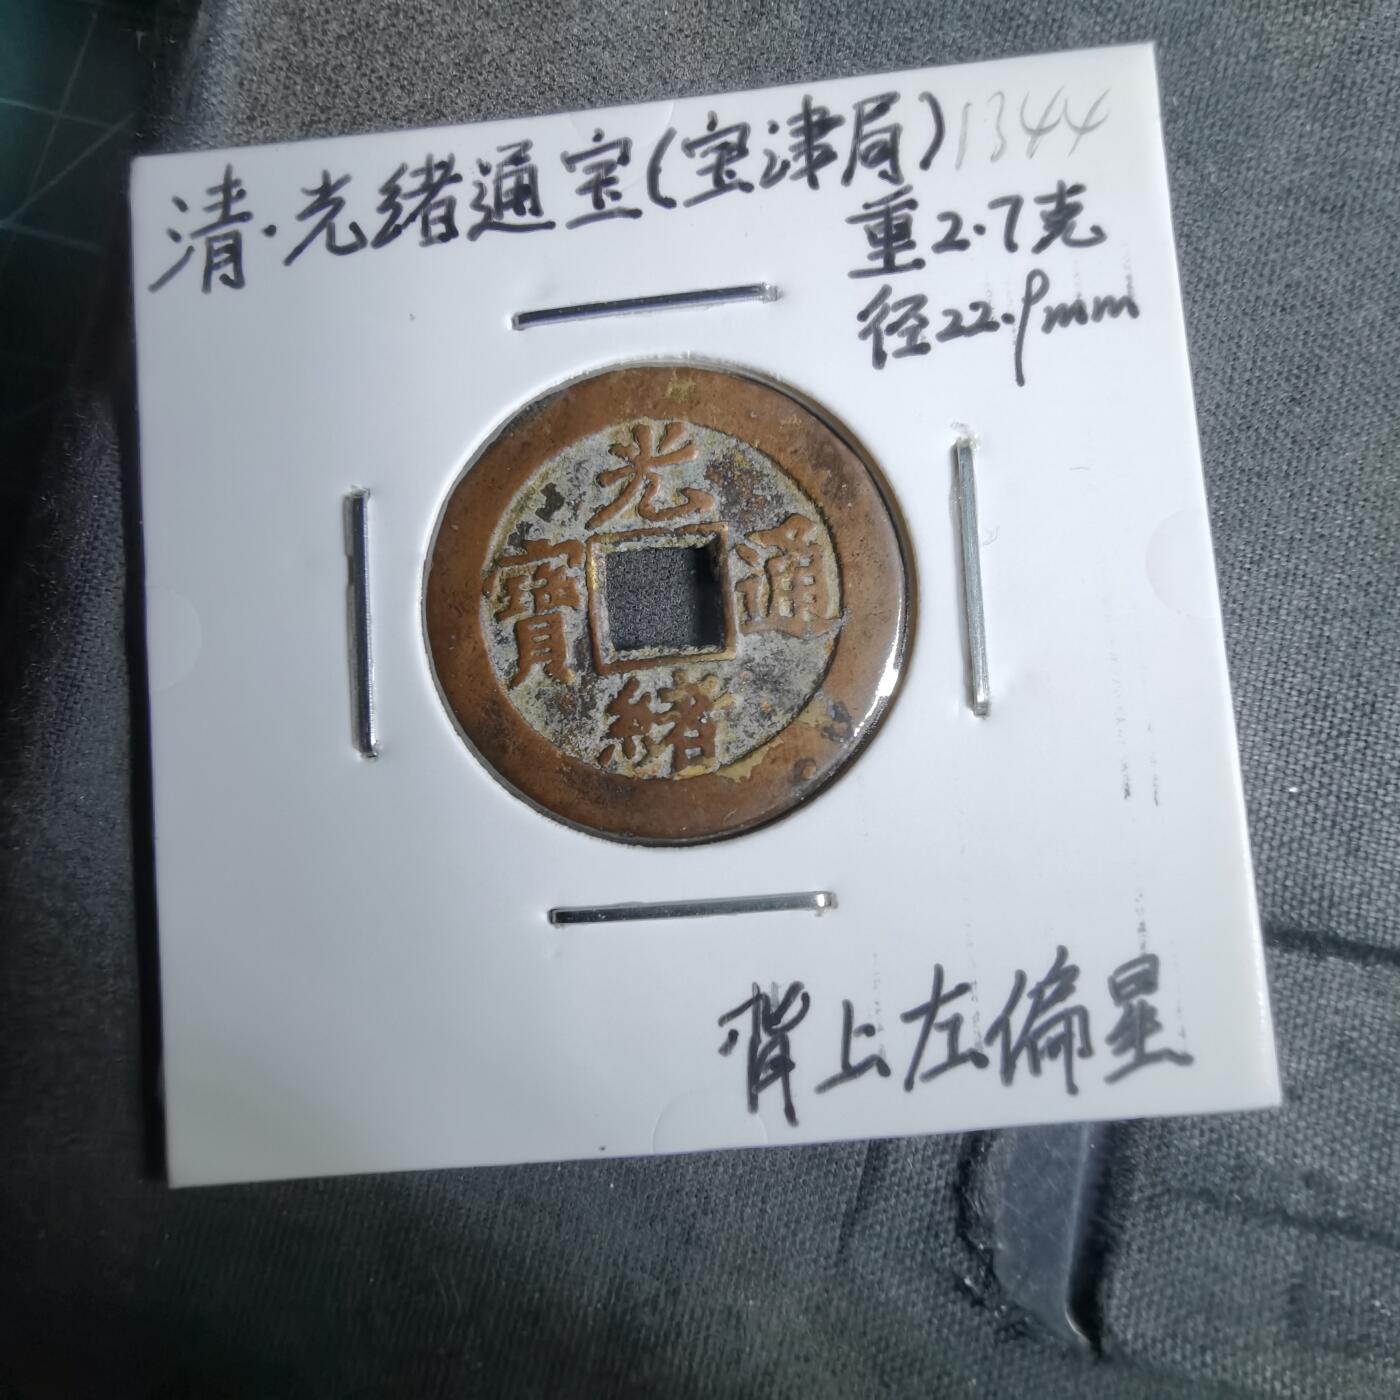 清·光绪通宝(宝津局)1344
重2.7克
径22.9mm
光緒通寶
背上左偏星